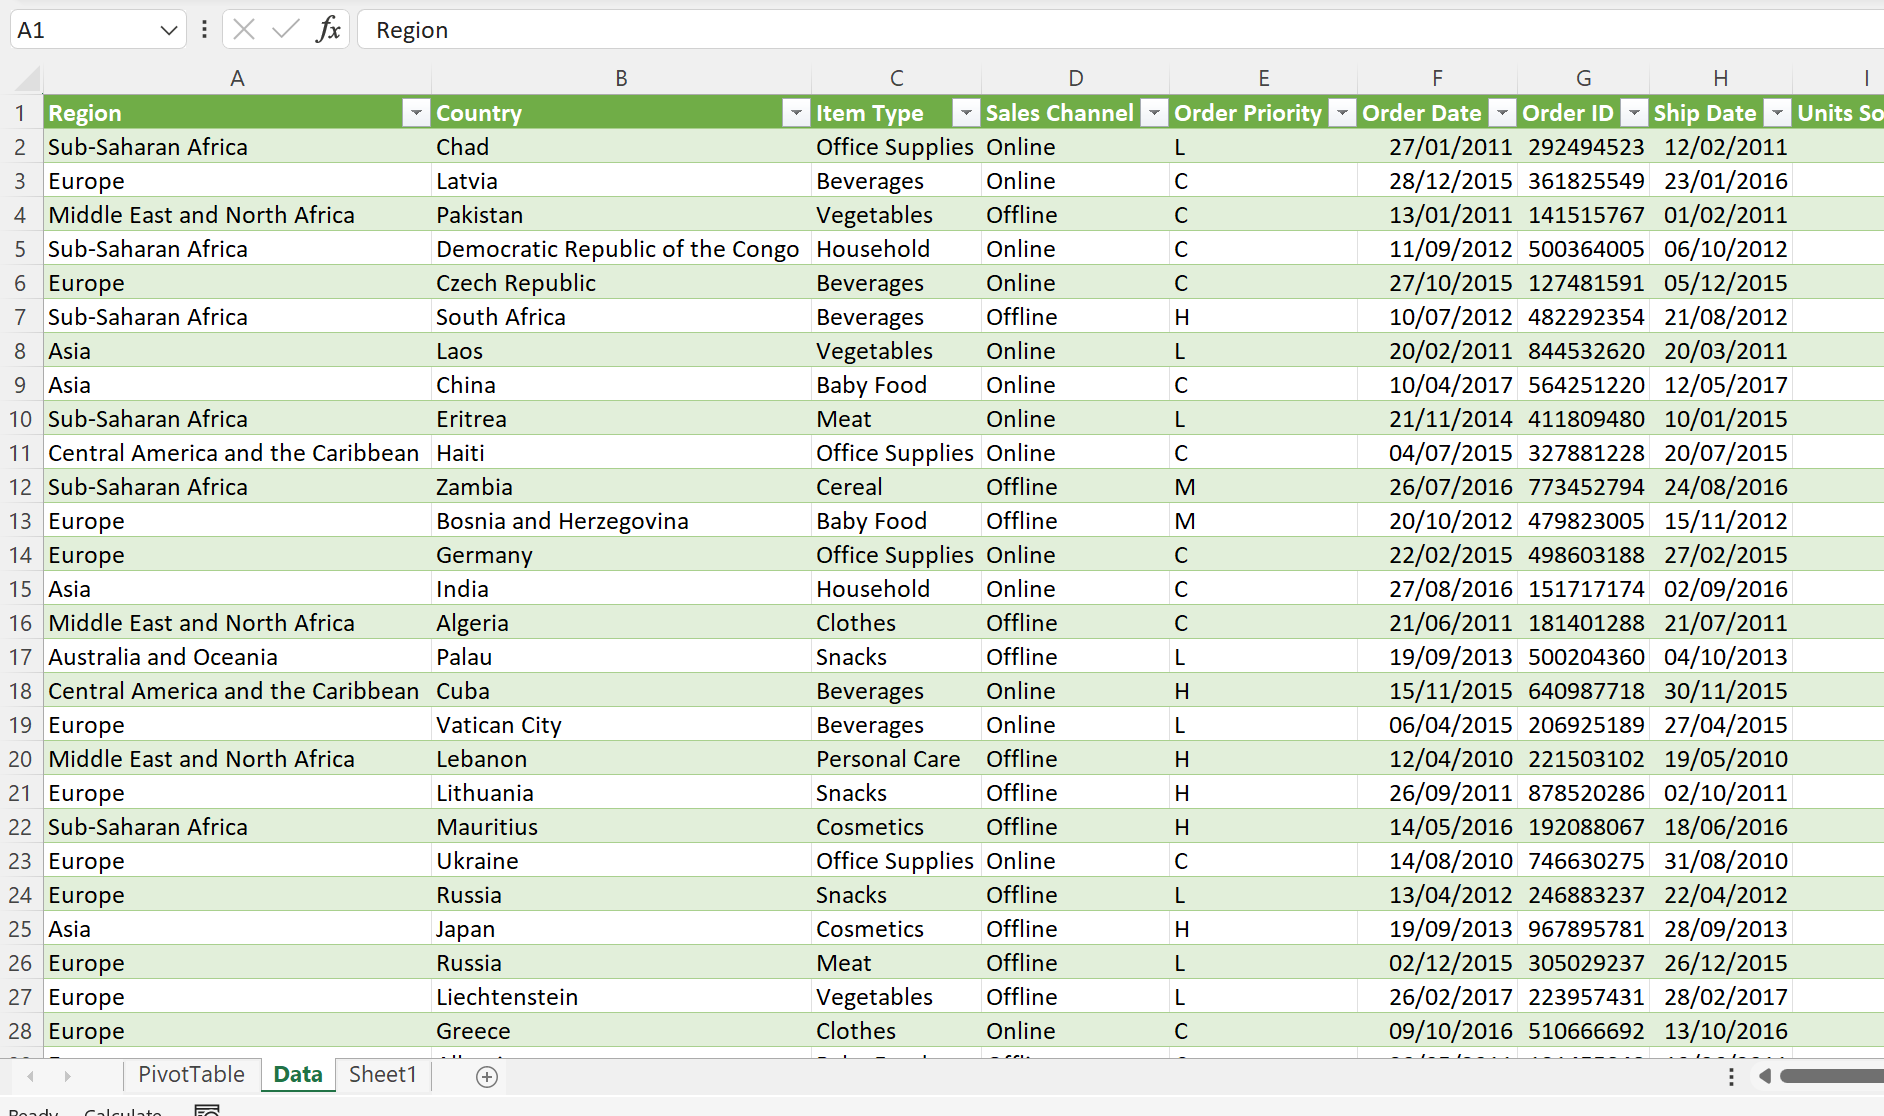 A1 fx Region
A B C D E F G H I
1 Region Country Item Type Sales Channel Order Priority Order Date Order ID Ship Date Units So
2 Sub-Saharan Africa Chad Office Supplies Online L 27/01/2011 292494523 12/02/2011
3 Europe Latvia Beverages Online C 28/12/2015 361825549 23/01/2016
4 Middle East and North Africa Pakistan Vegetables Offline C 13/01/2011 141515767 01/02/2011
5 Sub-Saharan Africa Democratic Republic of the Congo Household Online C 11/09/2012 500364005 06/10/2012
6 Europe Czech Republic Beverages Online C 27/10/2015 127481591 05/12/2015
7 Sub-Saharan Africa South Africa Beverages Offline H 10/07/2012 482292354 21/08/2012
8 Asia Laos Vegetables Online L 20/02/2011 844532620 20/03/2011
9 Asia China Baby Food Online C 10/04/2017 564251220 12/05/2017
10 Sub-Saharan Africa Eritrea Meat Online L 21/11/2014 411809480 10/01/2015
11 Central America and the Caribbean Haiti Office Supplies Online C 04/07/2015 327881228 20/07/2015
12 Sub-Saharan Africa Zambia Cereal Offline M 26/07/2016 773452794 24/08/2016
13 Europe Bosnia and Herzegovina Baby Food Offline M 20/10/2012 479823005 15/11/2012
14 Europe Germany Office Supplies Online C 22/02/2015 498603188 27/02/2015
15 Asia India Household Online C 27/08/2016 151717174 02/09/2016
16 Middle East and North Africa Algeria Clothes Offline C 21/06/2011 181401288 21/07/2011
17 Australia and Oceania Palau Snacks Offline L 19/09/2013 500204360 04/10/2013
18 Central America and the Caribbean Cuba Beverages Online H 15/11/2015 640987718 30/11/2015
19 Europe Vatican City Beverages Online L 06/04/2015 206925189 27/04/2015
20 Middle East and North Africa Lebanon Personal Care Offline H 12/04/2010 221503102 19/05/2010
21 Europe Lithuania Snacks Offline H 26/09/2011 878520286 02/10/2011
22 Sub-Saharan Africa Mauritius Cosmetics Offline H 14/05/2016 192088067 18/06/2016
23 Europe Ukraine Office Supplies Online C 14/08/2010 746630275 31/08/2010
24 Europe Russia Snacks Offline L 13/04/2012 246883237 22/04/2012
25 Asia Japan Cosmetics Offline H 19/09/2013 967895781 28/09/2013
26 Europe Russia Meat Offline L 02/12/2015 305029237 26/12/2015
27 Europe Liechtenstein Vegetables Offline L 26/02/2017 223957431 28/02/2017
28 Europe Greece Clothes Online C 09/10/2016 510666692 13/10/2016
PivotTable Data Sheet1
Ready Calculate